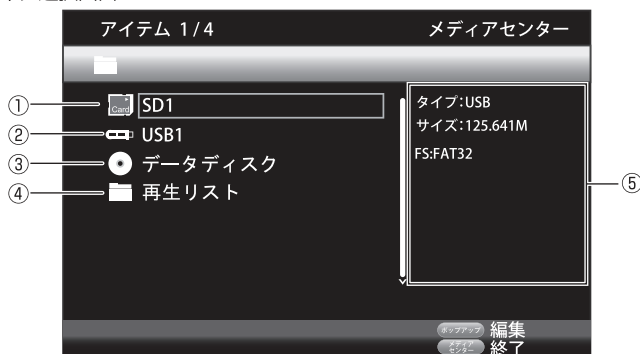 アイテム 1/4
メディアセンター
① SD1
Card
② USB1
③ データディスク
④ 再生リスト
タイプ:USB
サイズ:125.641M
FS:FAT32
⑤
ポップアップ 編集
メディアセンター 終了